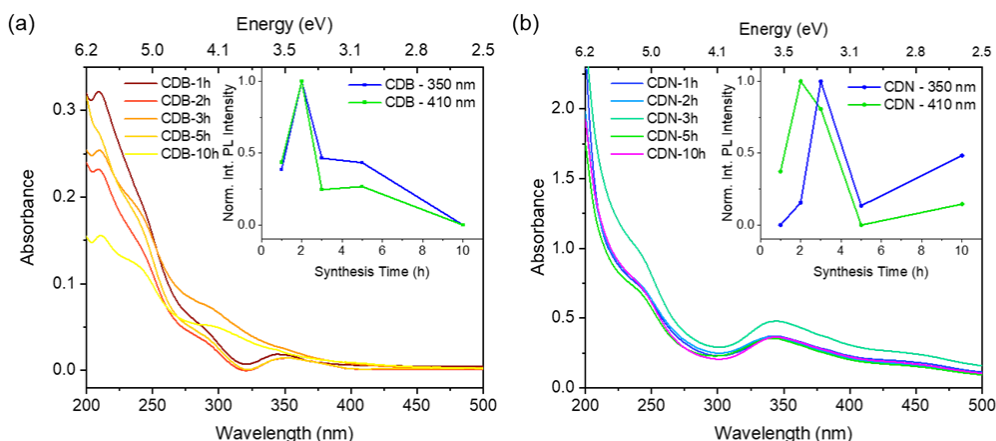 (a)
Energy (eV)
6.2 5.0 4.1 3.5 3.1 2.8 2.5
CDB-1h
CDB-2h
CDB-3h
CDB-5h
CDB-10h
CDB - 350 nm
CDB - 410 nm
Norm. Int. PL Intensity
1.0
0.5
0.0
0 2 4 6 8 10
Synthesis Time (h)
Absorbance
0.3
0.2
0.1
0.0
200 250 300 350 400 450 500
Wavelength (nm)
(b)
Energy (eV)
6.2 5.0 4.1 3.5 3.1 2.8 2.5
CDN-1h
CDN-2h
CDN-3h
CDN-5h
CDN-10h
CDN - 350 nm
CDN - 410 nm
Norm. Int. PL Intensity
1.0
0.5
0.0
0 2 4 6 8 10
Synthesis Time (h)
Absorbance
2.0
1.5
1.0
0.5
0.0
200 250 300 350 400 450 500
Wavelength (nm)